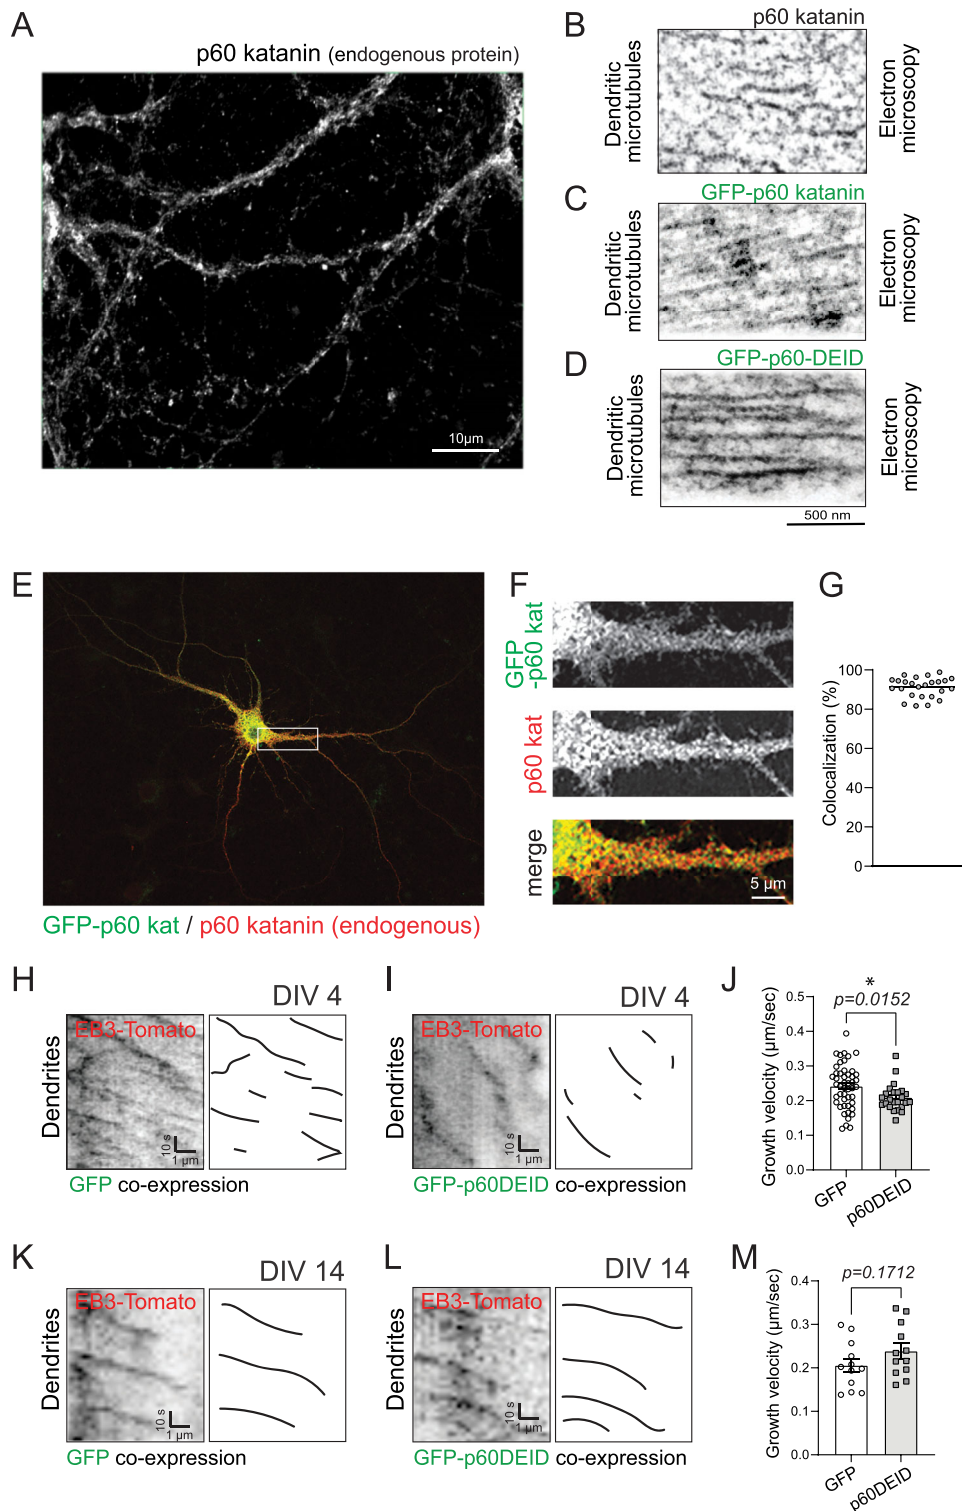 A
p60 katanin (endogenous protein)
10µm
B
p60 katanin
Dendritic
microtubules
Electron
microscopy
C
GFP-p60 katanin
Dendritic
microtubules
Electron
microscopy
D
GFP-p60-DEID
Dendritic
microtubules
Electron
microscopy
500 nm
E
GFP-p60 kat / p60 katanin (endogenous)
F
GFP
-p60 kat
p60 kat
merge
5 µm
G
Colocalization (%)
100
80
60
40
20
0
H
DIV 4
Dendrites
EB3-Tomato
10 s
1 µm
GFP co-expression
I
DIV 4
Dendrites
EB3-Tomato
10 s
1 µm
GFP-p60DEID co-expression
J
*
p=0.0152
Growth velocity (µm/sec)
0.5
0.4
0.3
0.2
0.1
0.0
GFP
p60DEID
K
DIV 14
Dendrites
EB3-Tomato
10 s
1 µm
GFP co-expression
L
DIV 14
Dendrites
EB3-Tomato
10 s
1 µm
GFP-p60DEID co-expression
M
p=0.1712
Growth velocity (µm/sec)
0.4
0.3
0.2
0.1
0.0
GFP
p60DEID